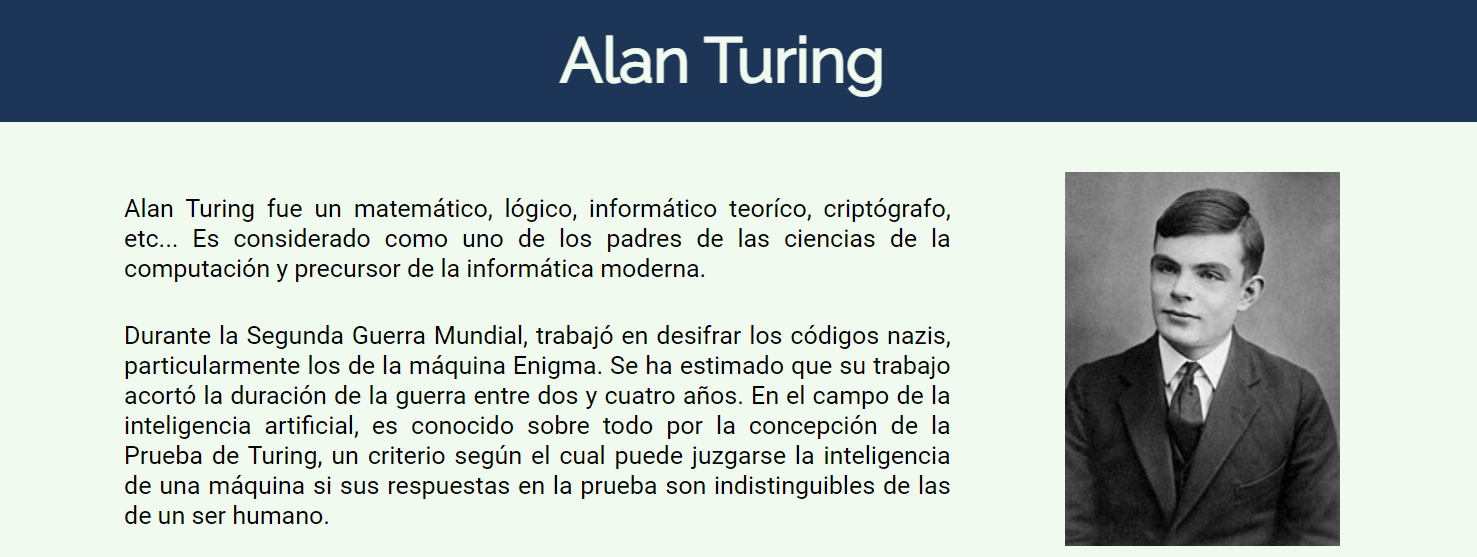 Alan Turing
Alan Turing fue un matemático, lógico, informático teoríco, criptógrafo,
etc... Es considerado como uno de los padres de las ciencias de la
computación y precursor de la informática moderna.
Durante la Segunda Guerra Mundial, trabajó en desifrar los códigos nazis,
particularmente los de la máquina Enigma. Se ha estimado que su trabajo
acortó la duración de la guerra entre dos y cuatro años. En el campo de la
inteligencia artificial, es conocido sobre todo por la concepción de la
Prueba de Turing, un criterio según el cual puede juzgarse la inteligencia
de una máquina si sus respuestas en la prueba son indistinguibles de las
de un ser humano.